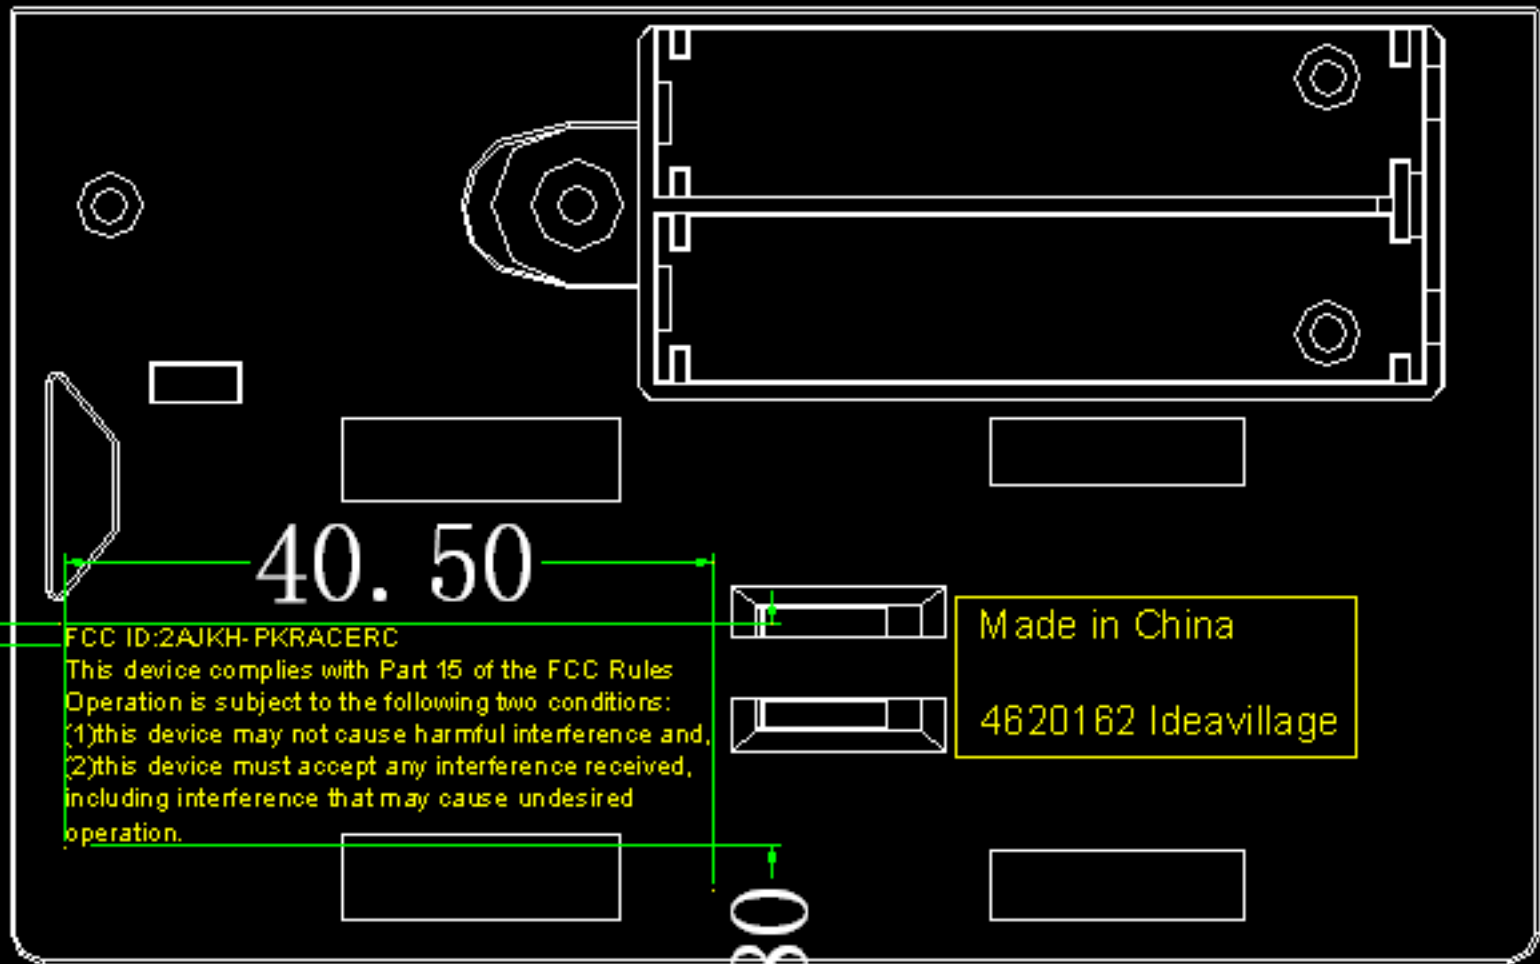 40.50
FCC ID:2AJKH-PKRACERC
This device complies with Part 15 of the FCC Rules
Operation is subject to the following two conditions:
(1)this device may not cause harmful interference and,
(2)this device must accept any interference received,
including interference that may cause undesired
operation.
Made in China
4620162 Ideavillage